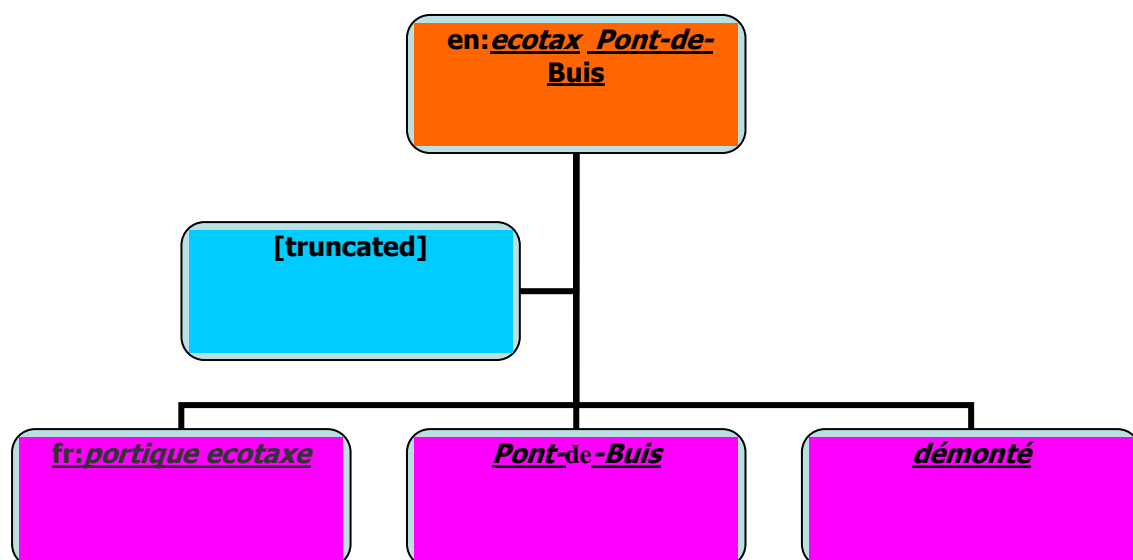 en:ecotax Pont-de-
Buis
[truncated]
fr:portique ecotaxe
Pont-de-Buis
démonté